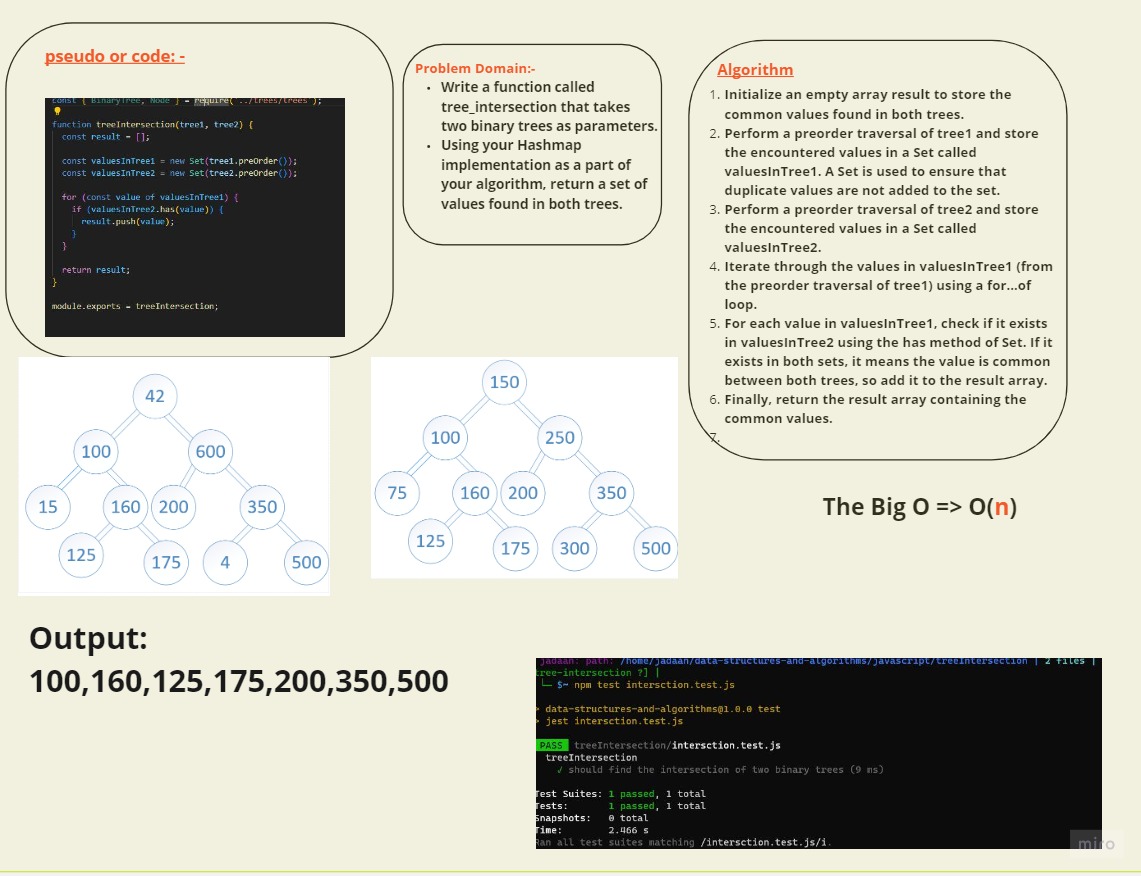 pseudo or code: -
const { BinaryTree, Node } = require("../trees/trees");
function treeIntersection(tree1, tree2) {
const result = [];
const valuesInTree1 = new Set(tree1.preOrder());
const valuesInTree2 = new Set(tree2.preOrder());
for (const value of valuesInTree1) {
if (valuesInTree2.has(value)) {
result.push(value);
}
}
return result;
}
module.exports = treeIntersection;
Problem Domain:-
• Write a function called
tree_intersection that takes
two binary trees as parameters.
• Using your Hashmap
implementation as a part of
your algorithm, return a set of
values found in both trees.
Algorithm
1. Initialize an empty array result to store the
common values found in both trees.
2. Perform a preorder traversal of tree1 and store
the encountered values in a Set called
valuesInTree1. A Set is used to ensure that
duplicate values are not added to the set.
3. Perform a preorder traversal of tree2 and store
the encountered values in a Set called
valuesInTree2.
4. Iterate through the values in valuesInTree1 (from
the preorder traversal of tree1) using a for...of
loop.
5. For each value in valuesInTree1, check if it exists
in valuesInTree2 using the has method of Set. If it
exists in both sets, it means the value is common
between both trees, so add it to the result array.
6. Finally, return the result array containing the
common values.
7.
42
100 600
15 160 200 350
125 175 4 500
150
100 250
75 160 200 350
125 175 300 500
The Big O => O(n)
Output:
100,160,125,175,200,350,500
jadaan: path: /home/jadaan/data-structures-and-algorithms/javascript/treeIntersection | 2 files |
tree-intersection ?] |
$~ npm test intersction.test.js
> data-structures-and-algorithms@1.0.0 test
> jest intersction.test.js
PASS treeIntersection/intersction.test.js
treeIntersection
✓ should find the intersection of two binary trees (9 ms)
Test Suites: 1 passed, 1 total
Tests: 1 passed, 1 total
Snapshots: 0 total
Time: 2.466 s
Ran all test suites matching /intersction.test.js/i.
miro